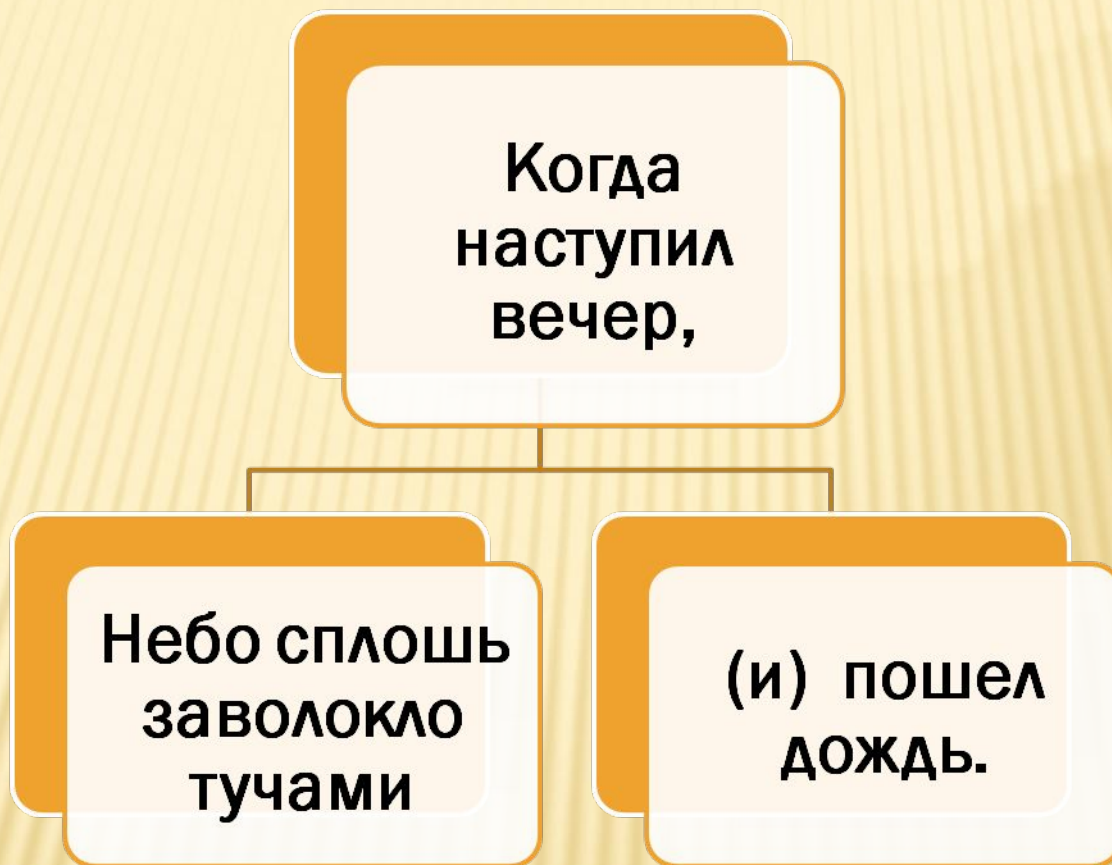 Когда
наступил
вечер,
Небо сплошь
заволокло
тучами
(и) пошел
дождь.